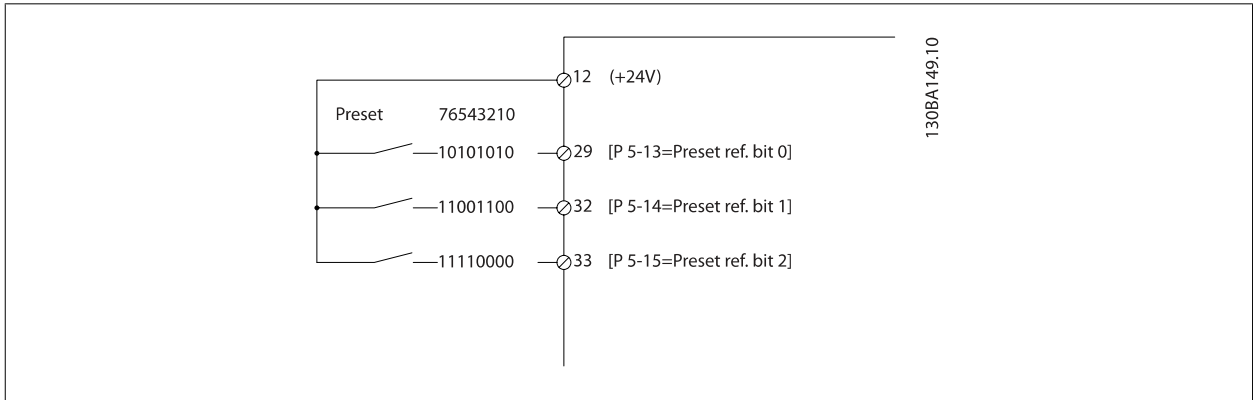 12 (+24V)
Preset 76543210
10101010 29 [P 5-13=Preset ref. bit 0]
11001100 32 [P 5-14=Preset ref. bit 1]
11110000 33 [P 5-15=Preset ref. bit 2]
130BA149.10